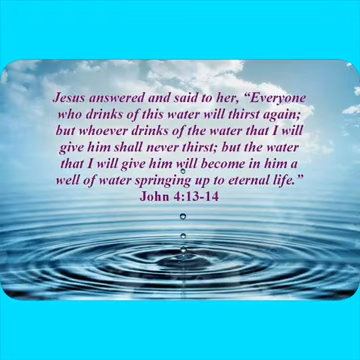 Jesus answered and said to her, “Everyone
who drinks of this water will thirst again;
but whoever drinks of the water that I will
give him shall never thirst; but the water
that I will give him will become in him a
well of water springing up to eternal life.”
John 4:13-14